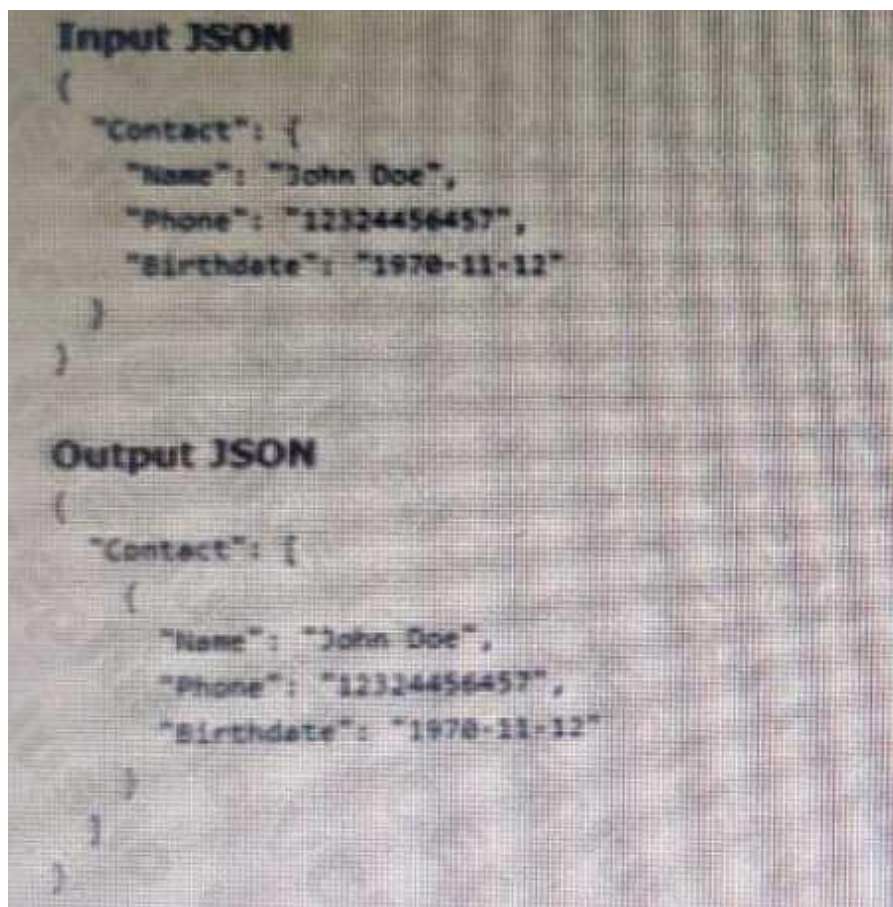 Input JSON
{
"Contact": {
"Name": "John Doe",
"Phone": "12324456457",
"Birthdate": "1970-11-12"
}
}
Output JSON
{
"Contact": [
{
"Name": "John Doe",
"Phone": "12324456457",
"Birthdate": "1970-11-12"
}
]
}